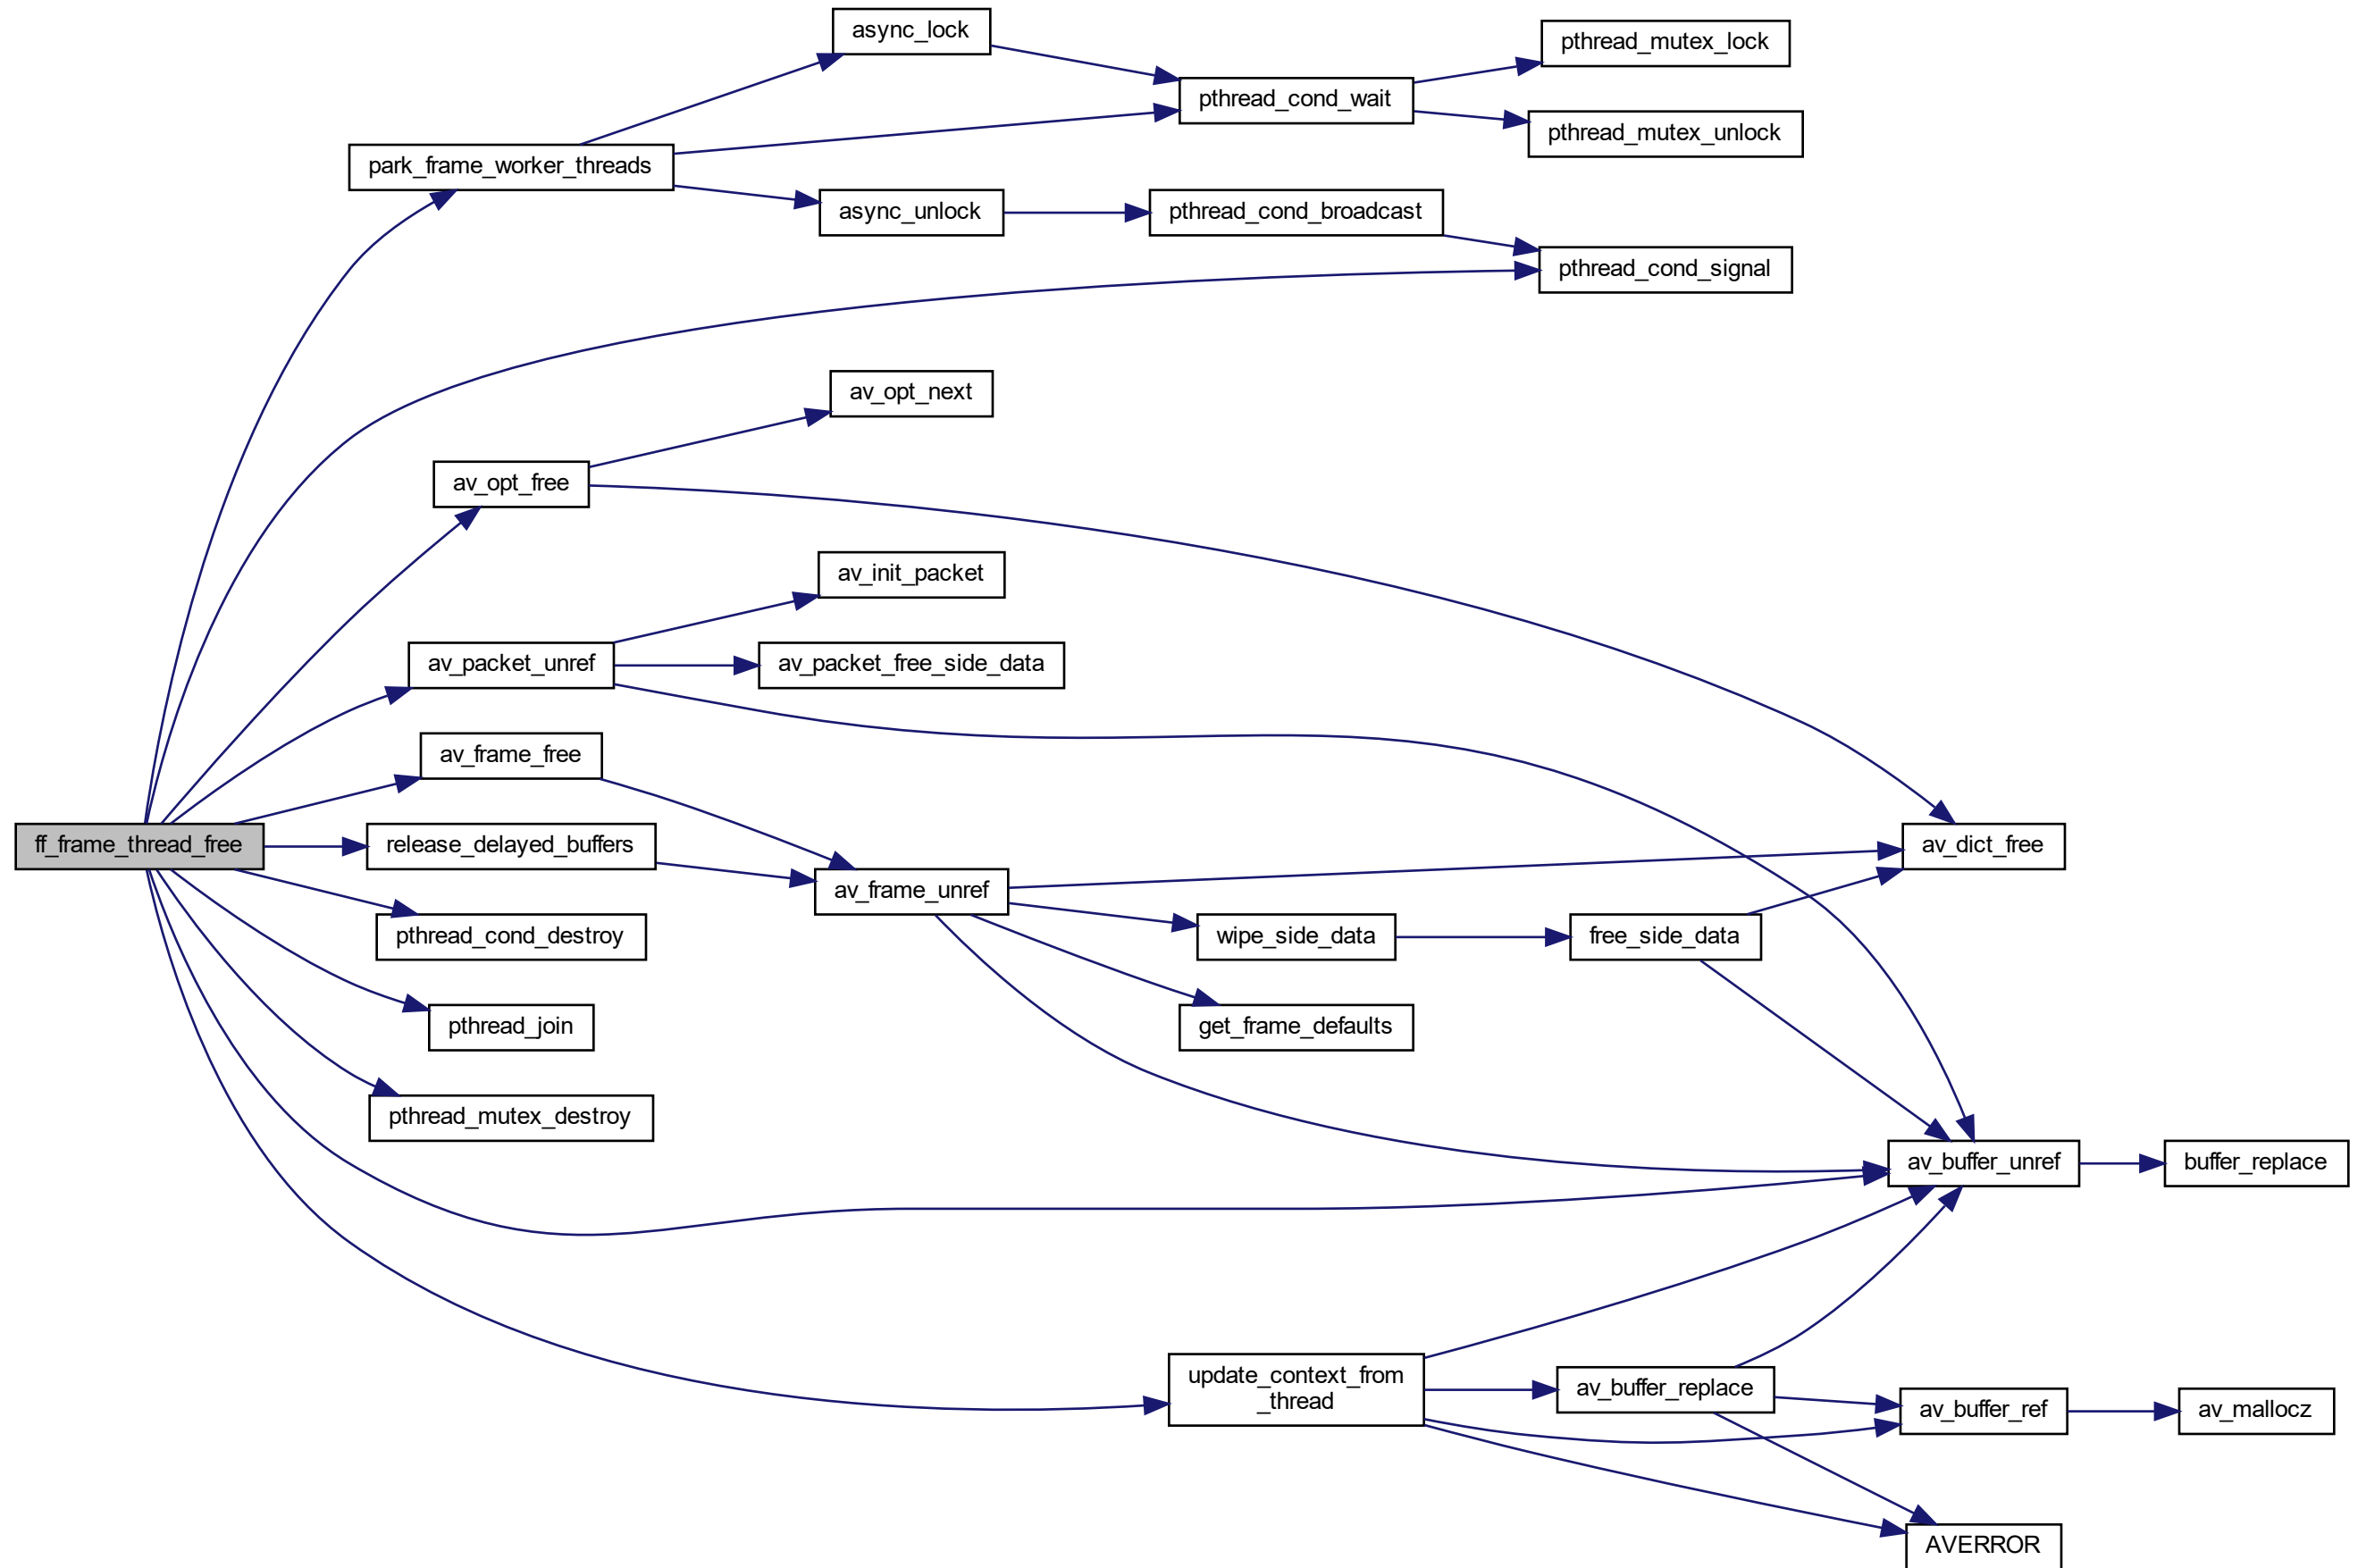 async_lock
pthread_mutex_lock
pthread_cond_wait
pthread_mutex_unlock
park_frame_worker_threads
async_unlock
pthread_cond_broadcast
pthread_cond_signal
av_opt_next
av_opt_free
av_init_packet
av_packet_unref
av_packet_free_side_data
av_frame_free
ff_frame_thread_free
release_delayed_buffers
av_dict_free
av_frame_unref
pthread_cond_destroy
wipe_side_data
free_side_data
pthread_join
get_frame_defaults
pthread_mutex_destroy
av_buffer_unref
buffer_replace
update_context_from
_thread
av_buffer_replace
av_buffer_ref
av_mallocz
AVERROR